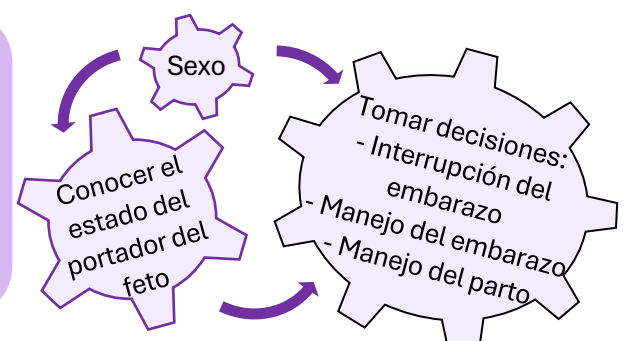 Sexo
Conocer el
estado del
portador del
feto
Tomar decisiones:
- Interrupción del
embarazo
- Manejo del embarazo
- Manejo del parto